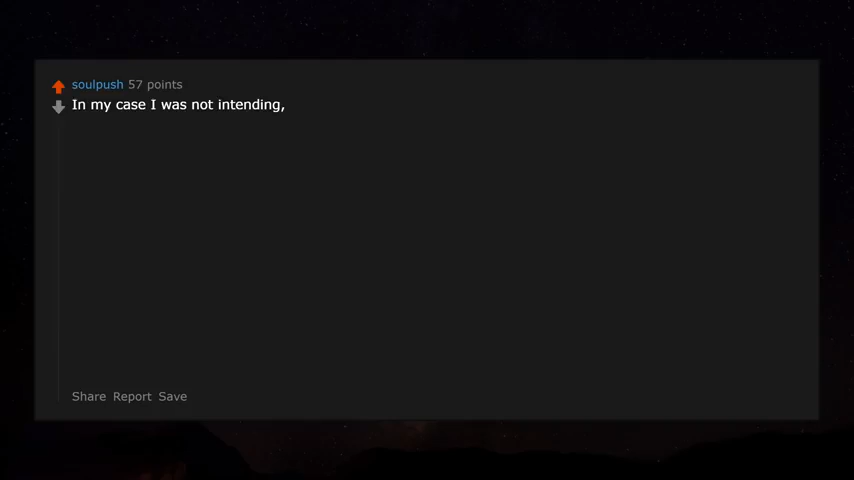 soulpush 57 points
In my case I was not intending,
Share Report Save